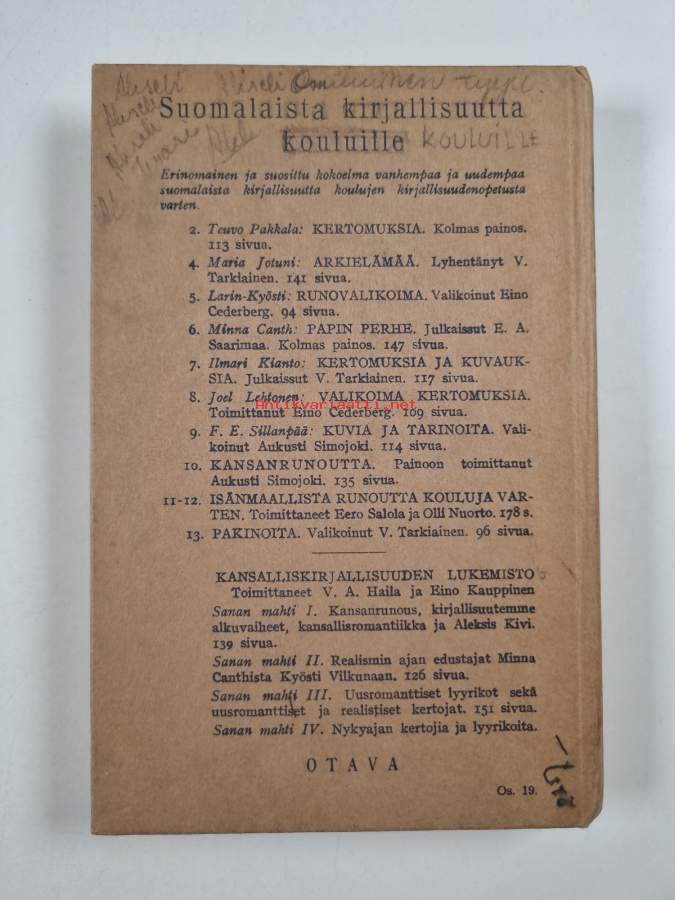 Suomalaista kirjallisuutta
kouluille KOULUILLE
Erinomainen ja suosittu kokoelma vanhempaa ja uudempaa
suomalaista kirjallisuutta koulujen kirjallisuudenopetusta
varten.
2. Teuvo Pakkala: KERTOMUKSIA. Kolmas painos.
113 sivua.
4. Maria Jotuni: ARKIELÄMÄÄ. Lyhentänyt V.
Tarkiainen. 141 sivua.
5. Larin-Kyösti: RUNOVALIKOIMA. Valikoinut Eino
Cederberg. 94 sivua.
6. Minna Canth: PAPIN PERHE. Julkaissut E. A.
Saarimaa. Kolmas painos. 147 sivua.
7. Ilmari Kianto: KERTOMUKSIA JA KUVAUK-
SIA. Julkaissut V. Tarkiainen. 117 sivua.
8. Joel Lehtonen: VALIKOIMA KERTOMUKSIA.
Antikvariaatti.net
Toimittanut Eino Cederberg. 109 sivua.
9. F. E. Sillanpää: KUVIA JA TARINOITA. Vali-
koinut Aukusti Simojoki. 114 sivua.
10. KANSANRUNOUTTA. Painoon toimittanut
Aukusti Simojoki. 135 sivua.
11-12. ISÄNMAALLISTA RUNOUTTA KOULUJA VAR-
TEN. Toimittaneet Eero Salola ja Olli Nuorto. 178 s.
13. PAKINOITA. Valikoinut V. Tarkiainen. 96 sivua.
KANSALLISKIRJALLISUUDEN LUKEMISTO
Toimittaneet V. A. Haila ja Eino Kauppinen
Sanan mahti I. Kansanrunous, kirjallisuutemme
alkuvaiheet, kansallisromantiikka ja Aleksis Kivi.
139 sivua.
Sanan mahti II. Realismin ajan edustajat Minna
Canthista Kyösti Vilkunaan. 126 sivua.
Sanan mahti III. Uusromanttiset lyyrikot sekä
uusromanttiset ja realistiset kertojat. 151 sivua.
Sanan mahti IV. Nykyajan kertojia ja lyyrikoita.
OTAVA
Os. 19.